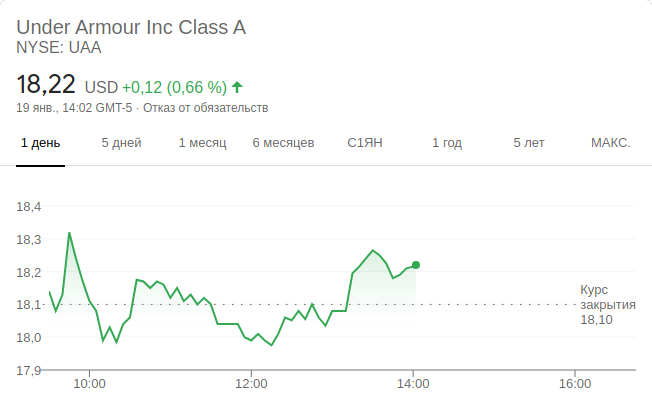 Under Armour Inc Class A
NYSE: UAA
18,22 USD +0,12 (0,66 %)
19 янв., 14:02 GMT-5 · Отказ от обязательств
1 день 5 дней 1 месяц 6 месяцев С1ЯН 1 год 5 лет МАКС.
18,4
18,3
18,2
18,1
18,0
17,9
Курс
закрытия
18,10
10:00 12:00 14:00 16:00